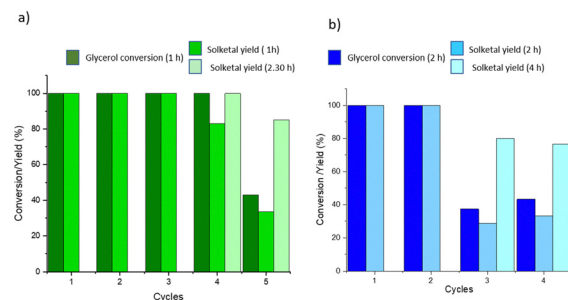 a)
Glycerol conversion (1 h)
Solketal yield ( 1h)
Solketal yield (2.30 h)
Conversion/Yield (%)
100
80
60
40
20
0
1 2 3 4 5
Cycles
b)
Glycerol conversion (2 h)
Solketal yield (2 h)
Solketal yield (4 h)
Conversion /Yield (%)
100
80
60
40
20
0
1 2 3 4
Cycles